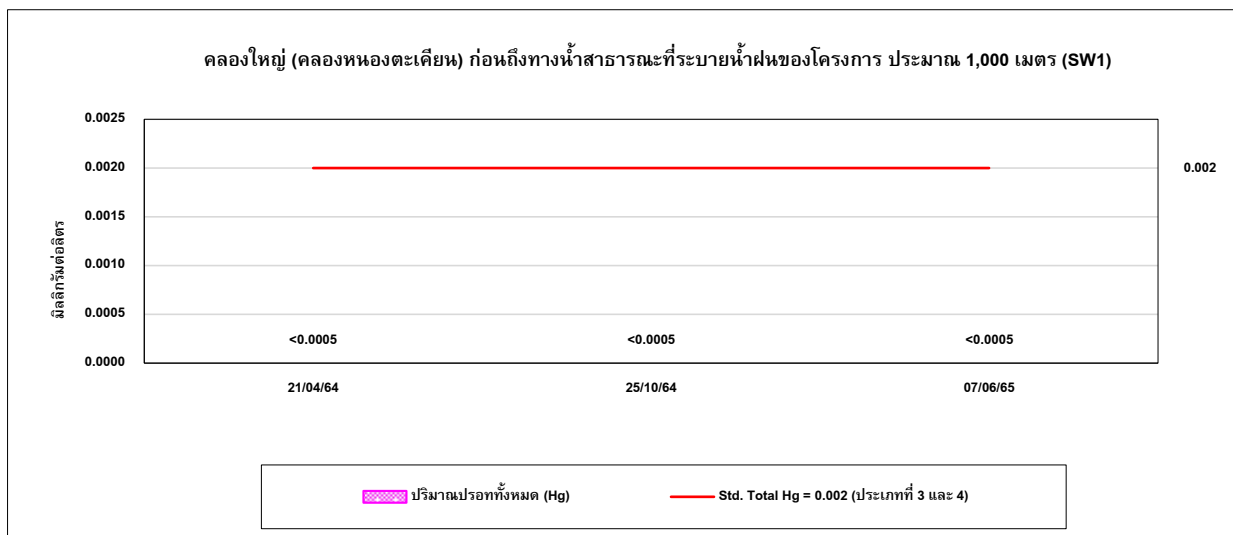 คลองใหญ่ (คลองหนองตะเคียน) ก่อนถึงทางน้ำสาธารณะที่ระบายน้ำฝนของโครงการ ประมาณ 1,000 เมตร (SW1)
มิลลิกรัมต่อลิตร
0.0025
0.0020
0.002
0.0015
0.0010
0.0005
<0.0005 <0.0005 <0.0005
0.0000
21/04/64 25/10/64 07/06/65
ปริมาณปรอททั้งหมด (Hg) Std. Total Hg = 0.002 (ประเภทที่ 3 และ 4)